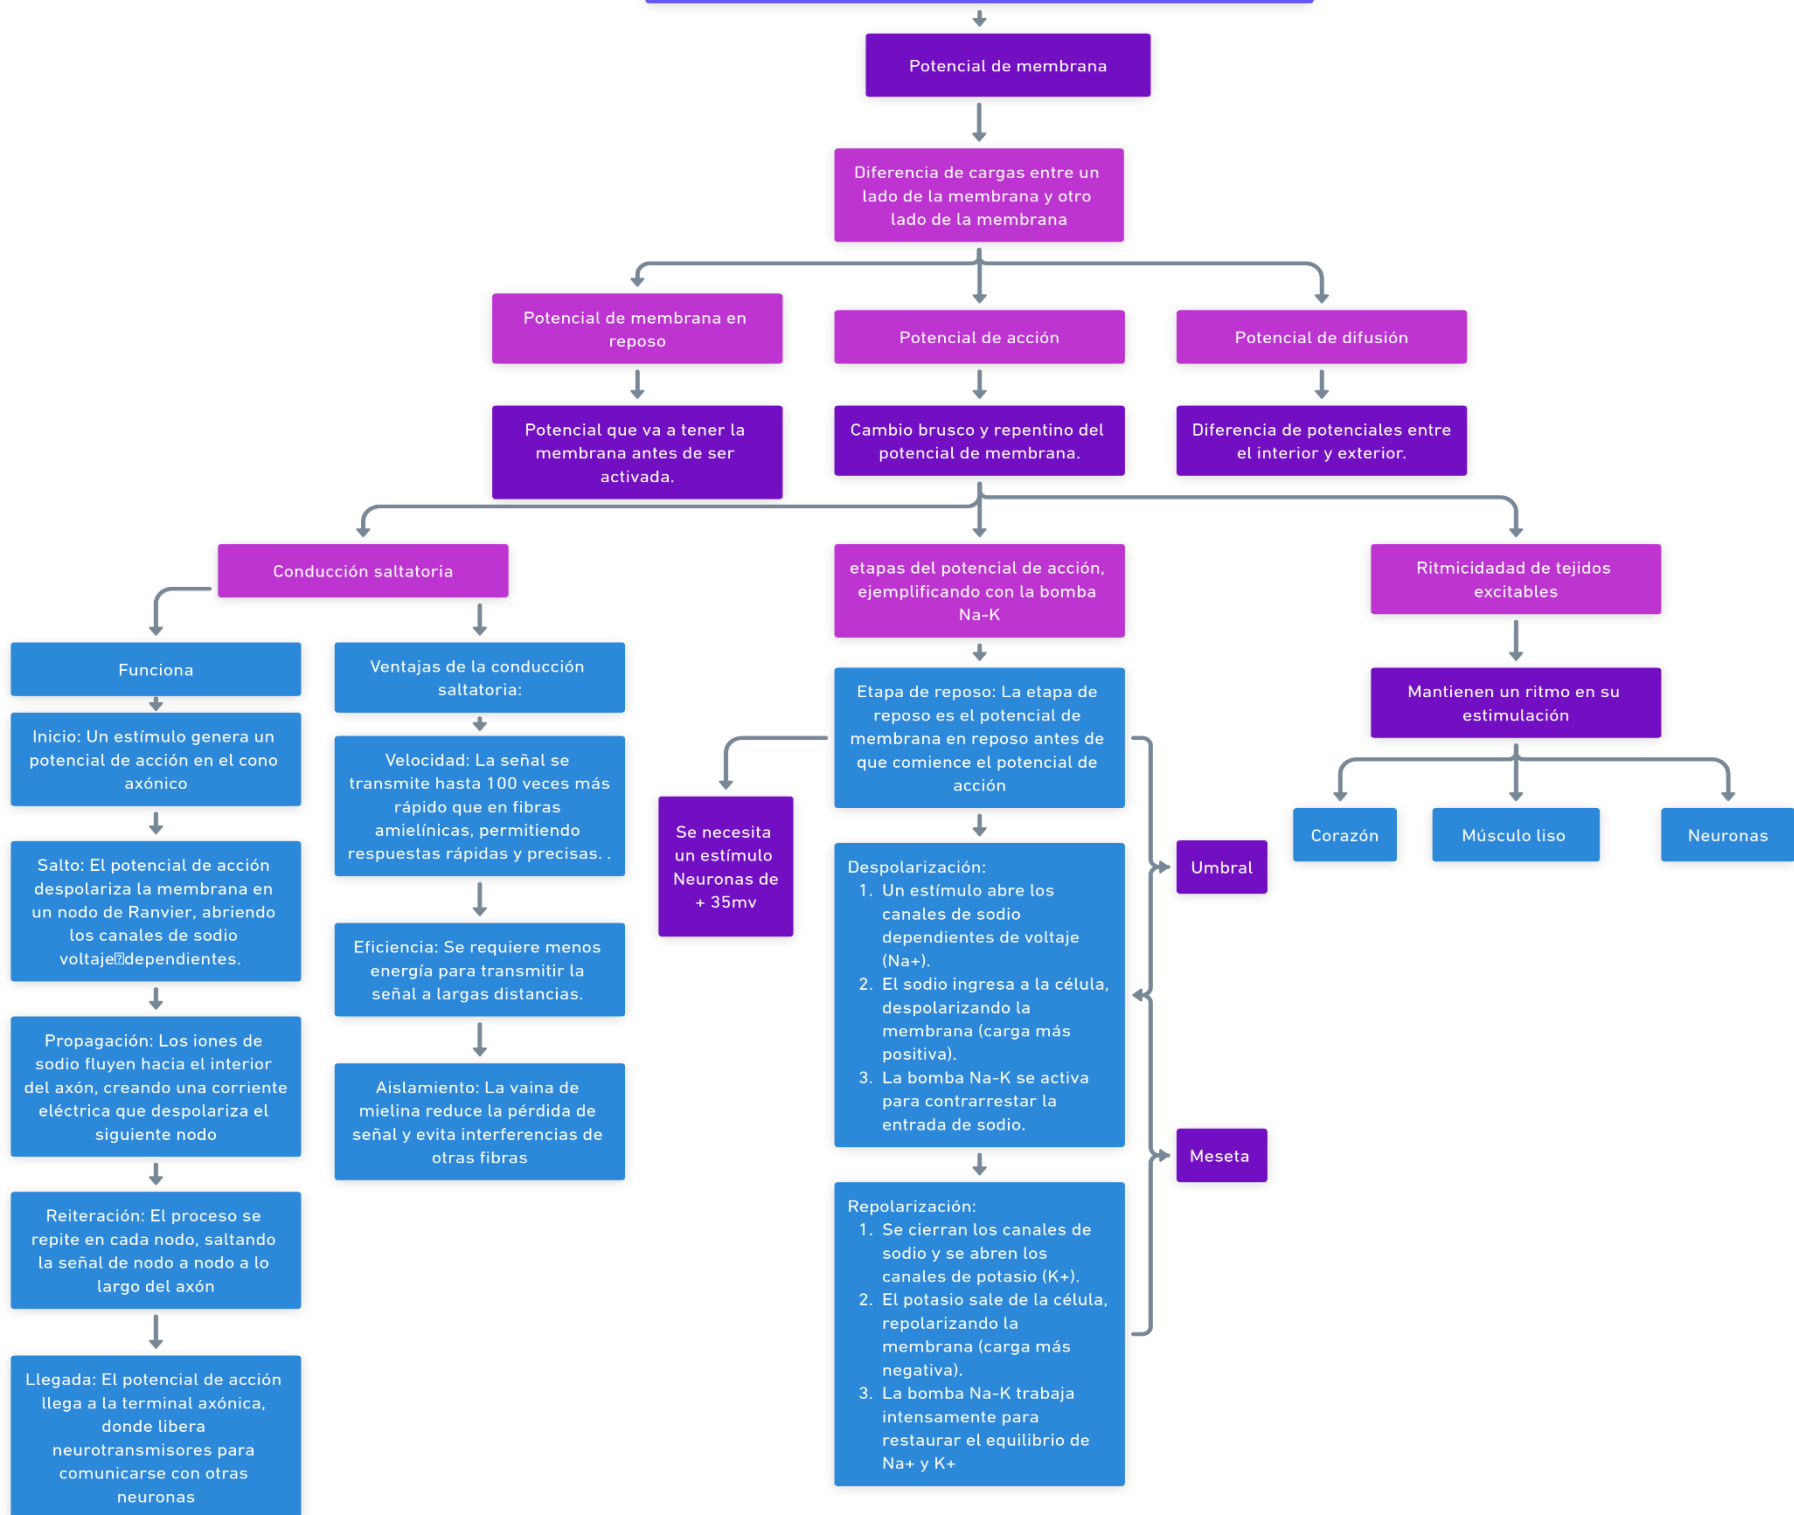 Potencial de membrana
Diferencia de cargas entre un
lado de la membrana y otro
lado de la membrana
Potencial de membrana en
reposo
Potencial de acción
Potencial de difusión
Potencial que va a tener la
membrana antes de ser
activada.
Cambio brusco y repentino del
potencial de membrana.
Diferencia de potenciales entre
el interior y exterior.
Conducción saltatoria
etapas del potencial de acción,
ejemplificando con la bomba
Na-K
Ritmicidadad de tejidos
excitables
Funciona
Inicio: Un estímulo genera un
potencial de acción en el cono
axónico
Salto: El potencial de acción
despolariza la membrana en
un nodo de Ranvier, abriendo
los canales de sodio
voltaje⍰dependientes.
Propagación: Los iones de
sodio fluyen hacia el interior
del axón, creando una corriente
eléctrica que despolariza el
siguiente nodo
Reiteración: El proceso se
repite en cada nodo, saltando
la señal de nodo a nodo a lo
largo del axón
Llegada: El potencial de acción
llega a la terminal axónica,
donde libera
neurotransmisores para
comunicarse con otras
neuronas
Ventajas de la conducción
saltatoria:
Velocidad: La señal se
transmite hasta 100 veces más
rápido que en fibras
amielínicas, permitiendo
respuestas rápidas y precisas. .
Eficiencia: Se requiere menos
energía para transmitir la
señal a largas distancias.
Aislamiento: La vaina de
mielina reduce la pérdida de
señal y evita interferencias de
otras fibras
Etapa de reposo: La etapa de
reposo es el potencial de
membrana en reposo antes de
que comience el potencial de
acción
Se necesita
un estímulo
Neuronas de
+ 35mv
Despolarización:
1. Un estímulo abre los
canales de sodio
dependientes de voltaje
(Na+).
2. El sodio ingresa a la célula,
despolarizando la
membrana (carga más
positiva).
3. La bomba Na-K se activa
para contrarrestar la
entrada de sodio.
Umbral
Meseta
Repolarización:
1. Se cierran los canales de
sodio y se abren los
canales de potasio (K+).
2. El potasio sale de la célula,
repolarizando la
membrana (carga más
negativa).
3. La bomba Na-K trabaja
intensamente para
restaurar el equilibrio de
Na+ y K+
Mantienen un ritmo en su
estimulación
Corazón
Músculo liso
Neuronas